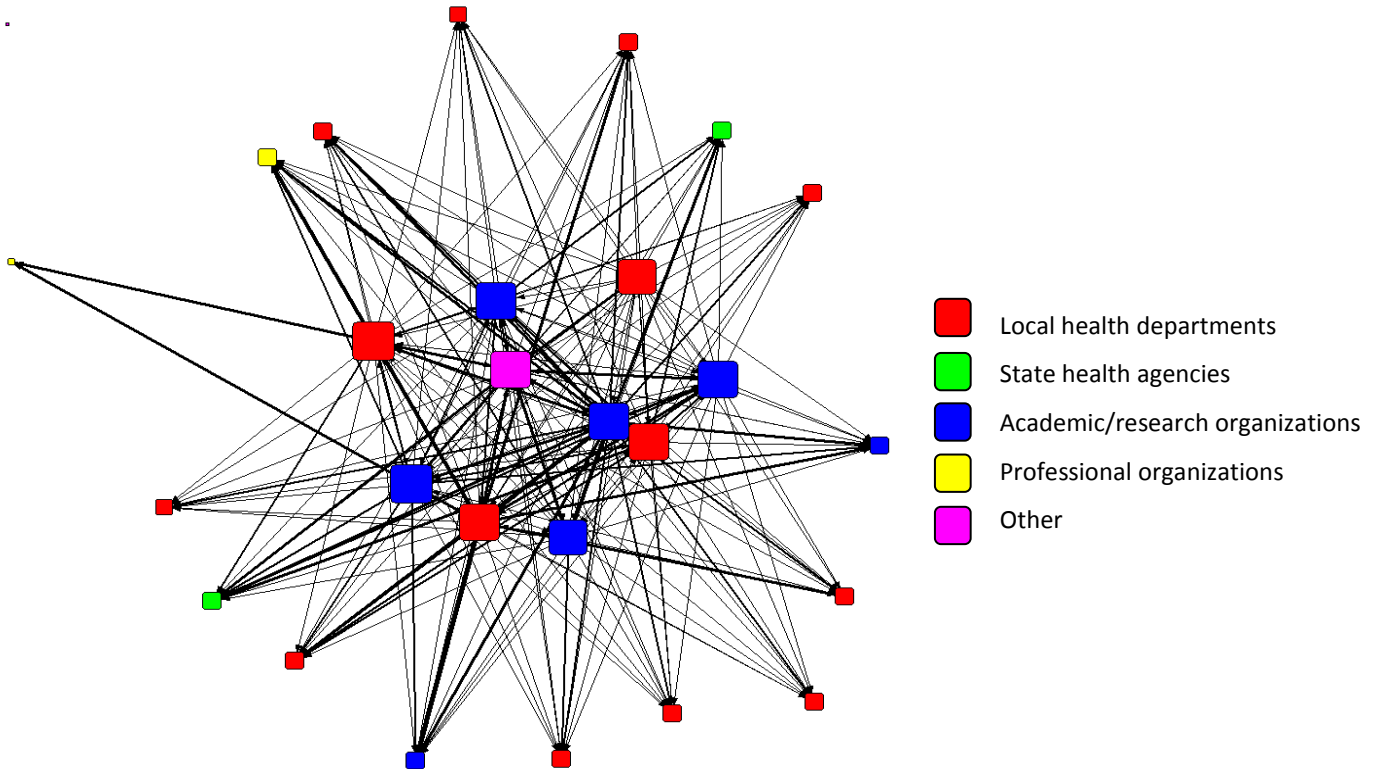 Local health departments
State health agencies
Academic/research organizations
Professional organizations
Other